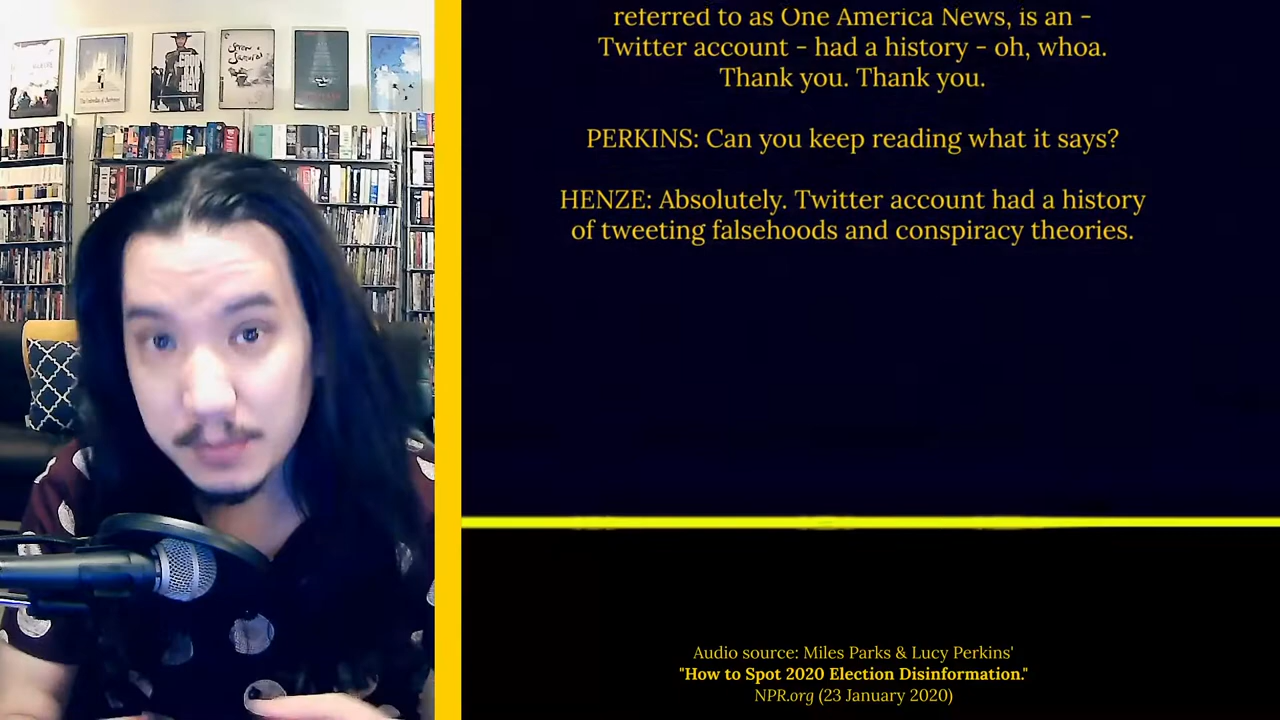 referred to as One America News, is an -
Twitter account - had a history - oh, whoa.
Thank you. Thank you.
PERKINS: Can you keep reading what it says?
HENZE: Absolutely. Twitter account had a history
of tweeting falsehoods and conspiracy theories.
Audio source: Miles Parks & Lucy Perkins'
"How to Spot 2020 Election Disinformation."
NPR.org (23 January 2020)